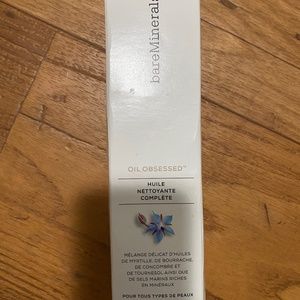 bareMinerals
OIL OBSESSED™
HUILE
NETTOYANTE
COMPLÈTE
MÉLANGE DÉLICAT D'HUILES
DE MYRTILLE, DE BOURRACHE,
DE CONCOMBRE ET
DE TOURNESOL AINSI QUE
DE SELS MARINS RICHES
EN MINÉRAUX
POUR TOUS TYPES DE PEAUX